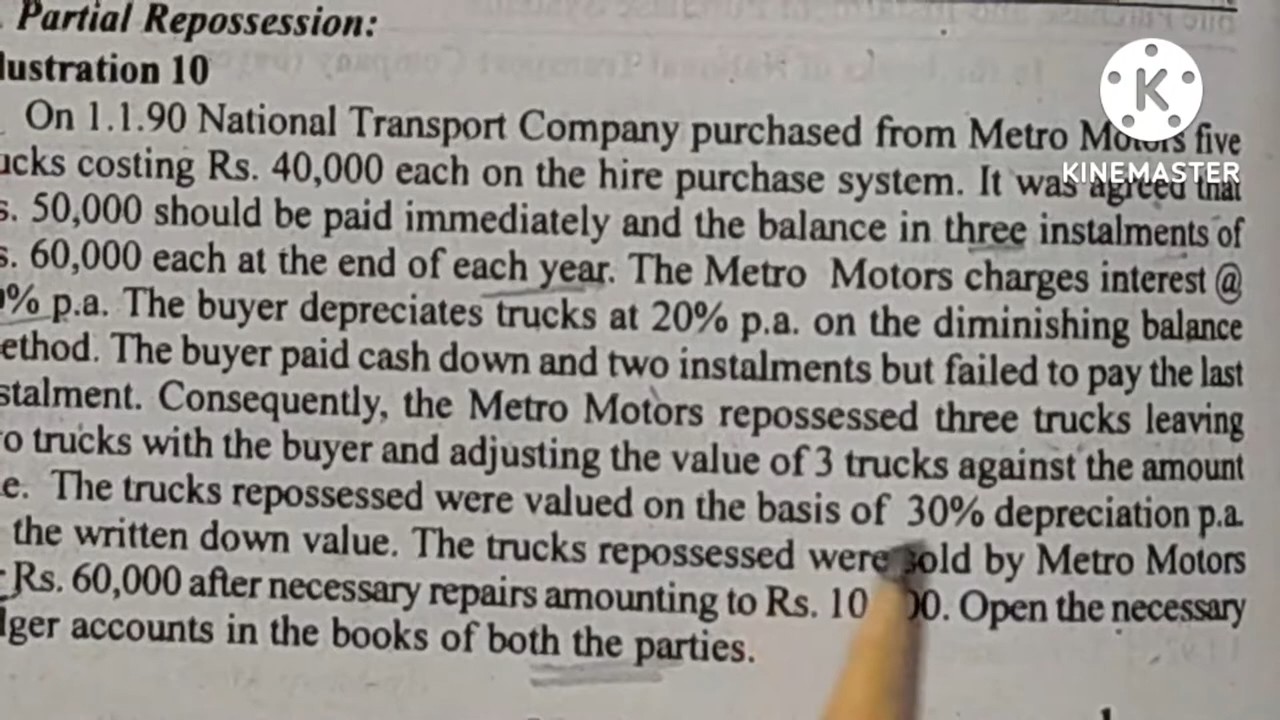 Partial Repossession:
lustration 10
On 1.1.90 National Transport Company purchased from Metro Motors five
ucks costing Rs. 40,000 each on the hire purchase system. It was agreed that
s. 50,000 should be paid immediately and the balance in three instalments of
s. 60,000 each at the end of each year. The Metro Motors charges interest @
% p.a. The buyer depreciates trucks at 20% p.a. on the diminishing balance
ethod. The buyer paid cash down and two instalments but failed to pay the last
stalment. Consequently, the Metro Motors repossessed three trucks leaving
o trucks with the buyer and adjusting the value of 3 trucks against the amount
e. The trucks repossessed were valued on the basis of 30% depreciation p.a.
the written down value. The trucks repossessed were sold by Metro Motors
Rs. 60,000 after necessary repairs amounting to Rs. 10 00. Open the necessary
lger accounts in the books of both the parties.
K
KINEMASTER